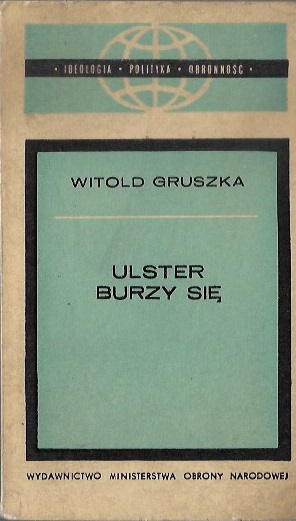 • IDEOLOGIA • POLITYKA • OBRONNOŚĆ •
WITOLD GRUSZKA
ULSTER
BURZY SIĘ
WYDAWNICTWO MINISTERSTWA OBRONY NARODOWEJ